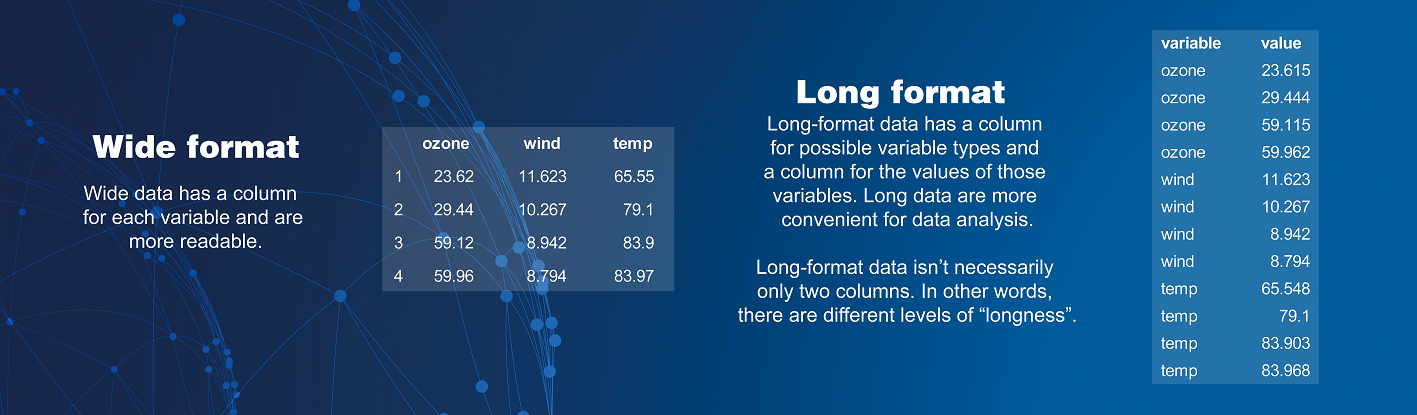 Wide format
Wide data has a column
for each variable and are
more readable.
ozone wind temp
1 23.62 11.623 65.55
2 29.44 10.267 79.1
3 59.12 8.942 83.9
4 59.96 8.794 83.97
Long format
Long-format data has a column
for possible variable types and
a column for the values of those
variables. Long data are more
convenient for data analysis.
Long-format data isn’t necessarily
only two columns. In other words,
there are different levels of “longness”.
variable value
ozone 23.615
ozone 29.444
ozone 59.115
ozone 59.962
wind 11.623
wind 10.267
wind 8.942
wind 8.794
temp 65.548
temp 79.1
temp 83.903
temp 83.968